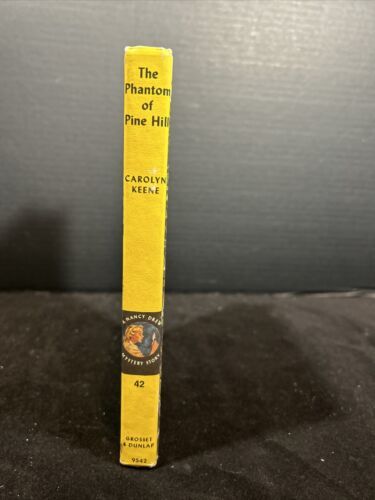 The
Phantom
of
Pine Hill
CAROLYN
KEENE
A NANCY DREW
MYSTERY STORY
42
GROSSET
& DUNLAP
9542